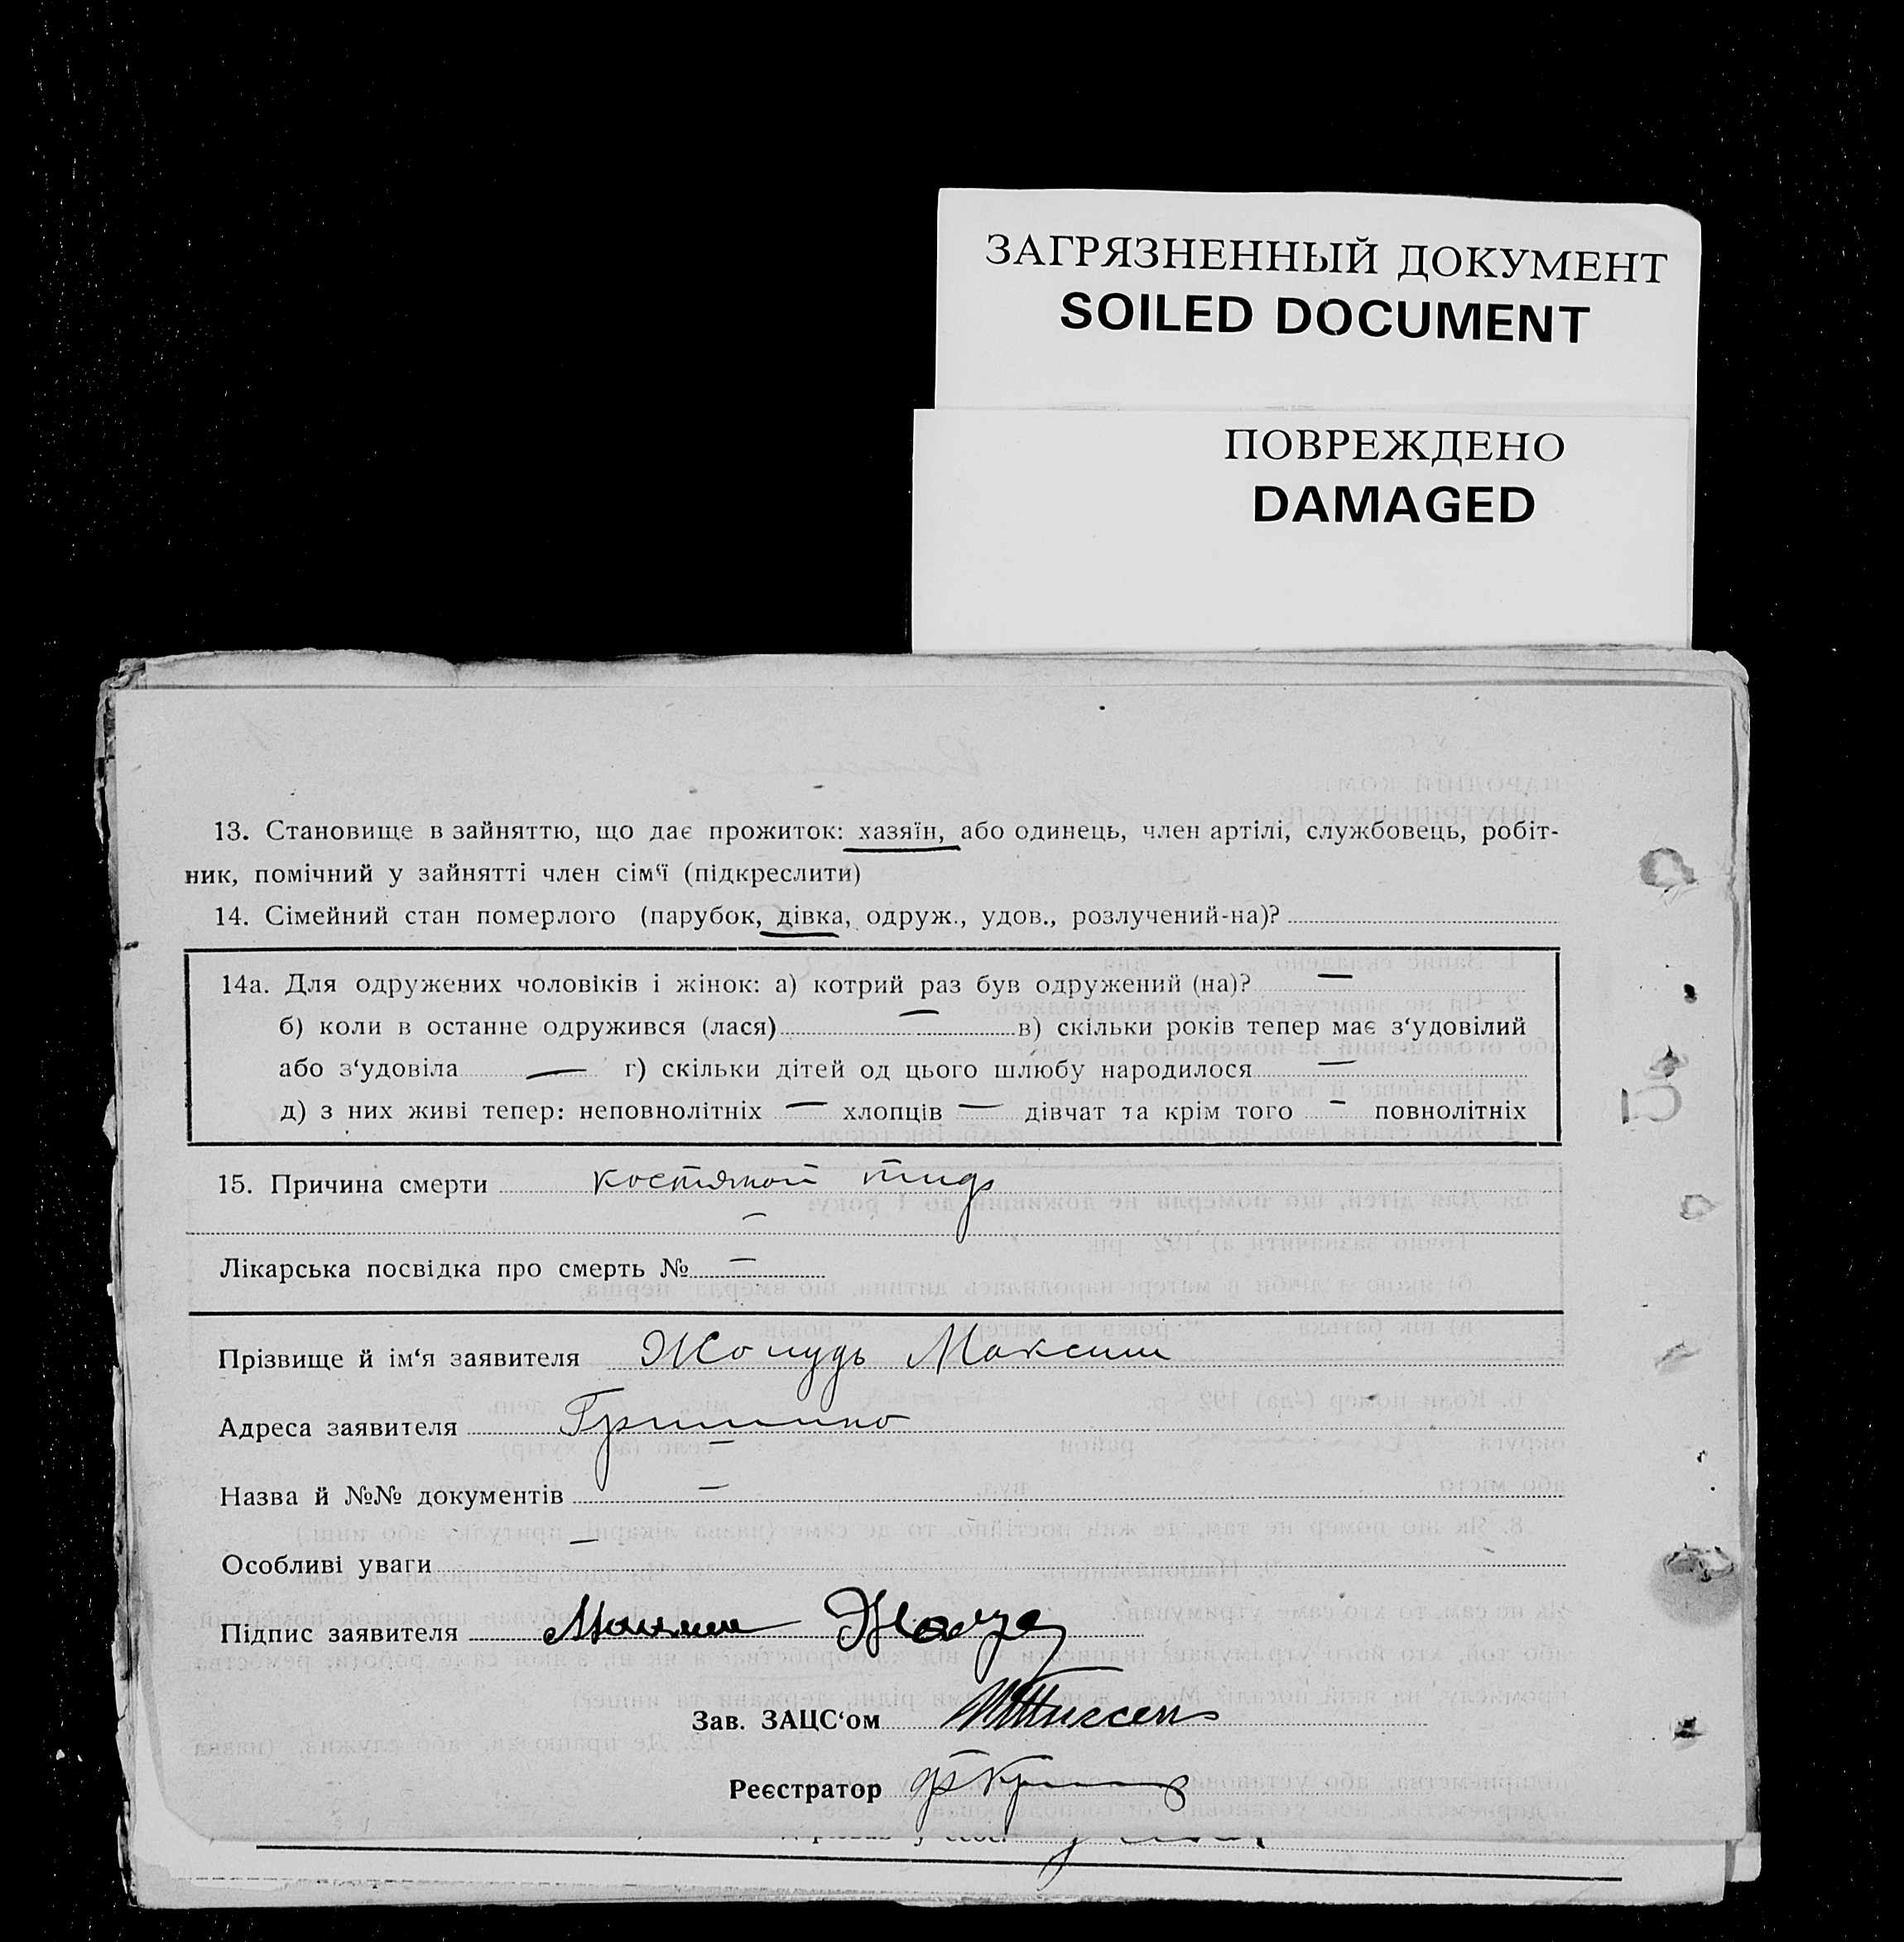 ЗАГРЯЗНЕННЫЙ ДОКУМЕНТ
SOILED DOCUMENT
ПОВРЕЖДЕНО
DAMAGED
13. Становище в зайняттю, що дає прожиток: хазяїн, або одинець, член артілі, службовець, робіт-
ник, помічний у зайнятті член сім‘ї (підкреслити)
14. Сімейний стан померлого (парубок, дівка, одруж., удов., розлучений-на)?
14а. Для одружених чоловіків і жінок: а) котрий раз був одружений (на)? —
б) коли в останнє одружився (лася) — в) скільки років тепер має з‘удовілий
або з‘удовіла — г) скільки дітей од цього шлюбу народилося —
д) з них живі тепер: неповнолітніх — хлопців — дівчат та крім того — повнолітніх
15. Причина смерти костяной
—
Лікарська посвідка про смерть № —
Прізвище й ім‘я заявителя Жолудь Максим
Адреса заявителя Гришино
—
Назва й №№ документів —
Особливі уваги —
Підпис заявителя Максим
Зав. ЗАЦС‘ом
Реєстратор